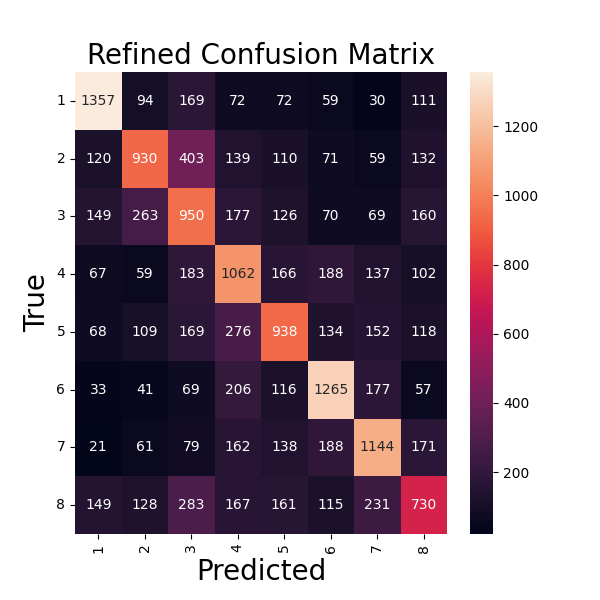 Refined Confusion Matrix
1 1357 94 169 72 72 59 30 111
2 120 930 403 139 110 71 59 132
3 149 263 950 177 126 70 69 160
4 67 59 183 1062 166 188 137 102
5 68 109 169 276 938 134 152 118
6 33 41 69 206 116 1265 177 57
7 21 61 79 162 138 188 1144 171
8 149 128 283 167 161 115 231 730
1 2 3 4 5 6 7 8
True
Predicted
1200
1000
800
600
400
200